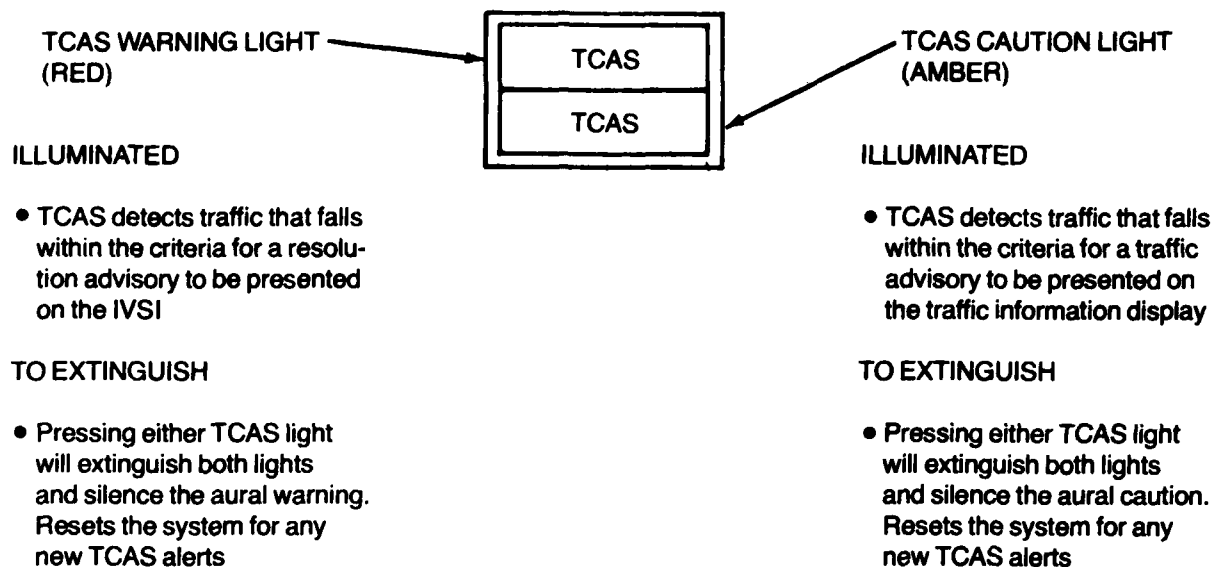 TCAS WARNING LIGHT
(RED)
TCAS
TCAS
TCAS CAUTION LIGHT
(AMBER)
ILLUMINATED
• TCAS detects traffic that falls
within the criteria for a resolu-
tion advisory to be presented
on the IVSI
TO EXTINGUISH
• Pressing either TCAS light
will extinguish both lights
and silence the aural warning.
Resets the system for any
new TCAS alerts
ILLUMINATED
• TCAS detects traffic that falls
within the criteria for a traffic
advisory to be presented on
the traffic information display
TO EXTINGUISH
• Pressing either TCAS light
will extinguish both lights
and silence the aural caution.
Resets the system for any
new TCAS alerts